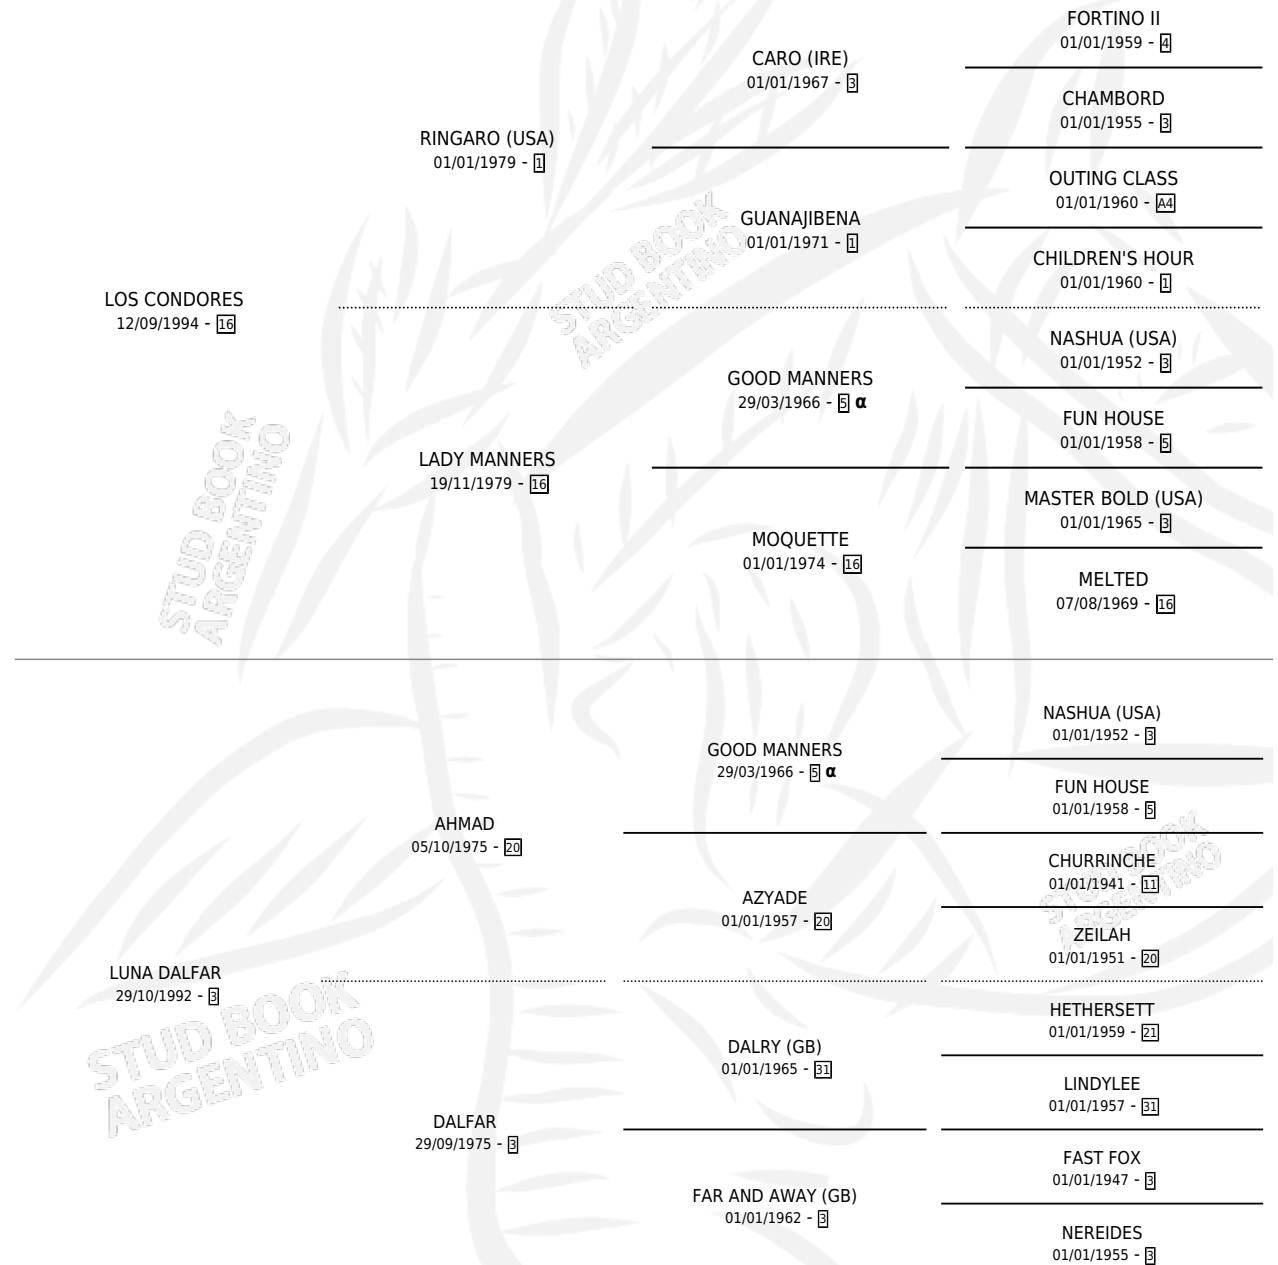 FORTINO II
01/01/1959 - 4
CARO (IRE)
01/01/1967 - 3
CHAMBORD
01/01/1955 - 3
RINGARO (USA)
01/01/1979 - 1
OUTING CLASS
01/01/1960 - A4
GUANAJIBENA
01/01/1971 - 1
CHILDREN'S HOUR
01/01/1960 - 1
STUD BOOK
ARGENTINO
LOS CONDORES
12/09/1994 - 16
NASHUA (USA)
01/01/1952 - 3
GOOD MANNERS
29/03/1966 - 5 α
FUN HOUSE
01/01/1958 - 5
LADY MANNERS
19/11/1979 - 16
MASTER BOLD (USA)
01/01/1965 - 3
MOQUETTE
01/01/1974 - 16
MELTED
07/08/1969 - 16
STUD BOOK
ARGENTINO
NASHUA (USA)
01/01/1952 - 3
GOOD MANNERS
29/03/1966 - 5 α
FUN HOUSE
01/01/1958 - 5
AHMAD
05/10/1975 - 20
CHURRINCHE
01/01/1941 - 11
AZYADE
01/01/1957 - 20
ZEILAH
01/01/1951 - 20
STUD BOOK
ARGENTINO
LUNA DALFAR
29/10/1992 - 3
HETHERSETT
01/01/1959 - 21
DALRY (GB)
01/01/1965 - 31
LINDYLEE
01/01/1957 - 31
STUD BOOK
ARGENTINO
DALFAR
29/09/1975 - 3
FAST FOX
01/01/1947 - 3
FAR AND AWAY (GB)
01/01/1962 - 3
NEREIDES
01/01/1955 - 3